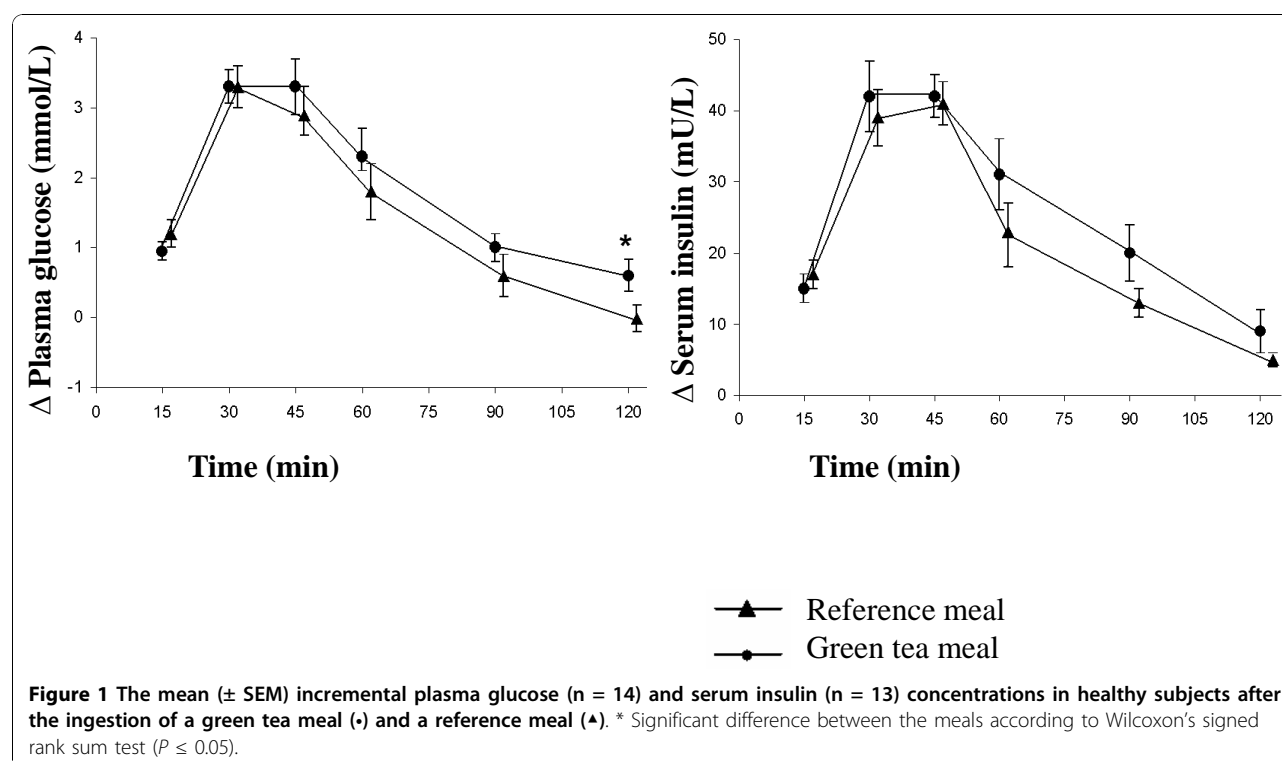 Δ Plasma glucose (mmol/L)
4
3
2
1
0
-1
0 15 30 45 60 75 90 105 120
*
Time (min)
Δ Serum insulin (mU/L)
50
40
30
20
10
0
0 15 30 45 60 75 90 105 120
Time (min)
Reference meal
Green tea meal
Figure 1 The mean (± SEM) incremental plasma glucose (n = 14) and serum insulin (n = 13) concentrations in healthy subjects after
the ingestion of a green tea meal (•) and a reference meal (▲). * Significant difference between the meals according to Wilcoxon's signed
rank sum test (P ≤ 0.05).